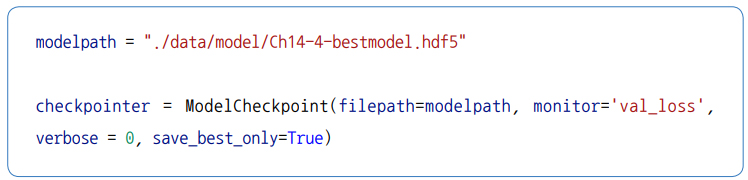 modelpath = "./data/model/Ch14-4-bestmodel.hdf5"
checkpointer = ModelCheckpoint(filepath=modelpath, monitor='val_loss',
verbose = 0, save_best_only=True)